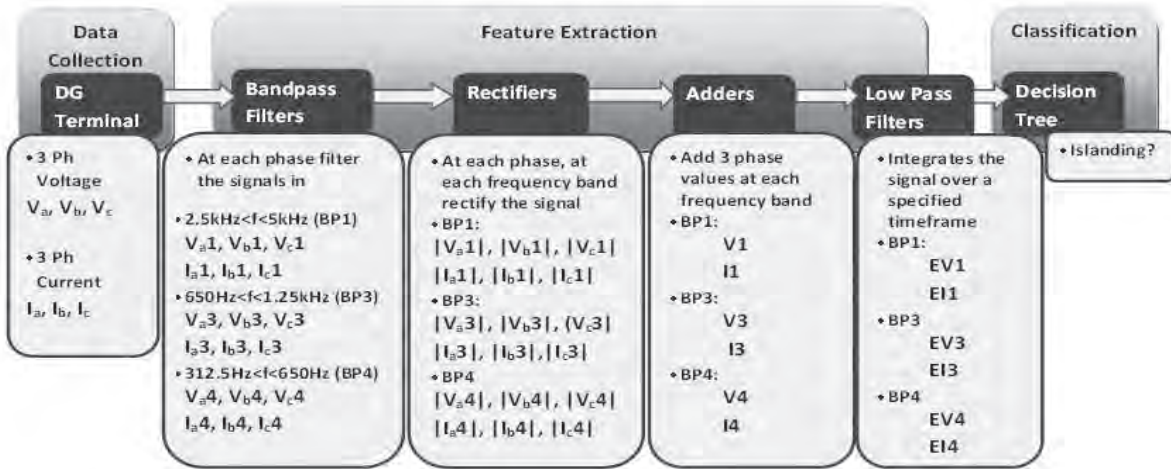 Data
Collection
Feature Extraction
Classification
DG
Terminal
Bandpass
Filters
Rectifiers
Adders
Low Pass
Filters
Decision
Tree
• 3 Ph
Voltage
Va, Vb, Vc
• 3 Ph
Current
Ia, Ib, Ic
• At each phase filter
the signals in
• 2.5kHz<f<5kHz (BP1)
Va1, Vb1, Vc1
Ia1, Ib1, Ic1
• 650Hz<f<1.25kHz (BP3)
Va3, Vb3, Vc3
Ia3, Ib3, Ic3
• 312.5Hz<f<650Hz (BP4)
Va4, Vb4, Vc4
Ia4, Ib4, Ic4
• At each phase, at
each frequency band
rectify the signal
• BP1:
|Va1|, |Vb1|, |Vc1|
|Ia1|, |Ib1|, |Ic1|
• BP3:
|Va3|, |Vb3|, (Vc3|
|Ia3|, |Ib3|,|Ic3|
• BP4
|Va4|, |Vb4|, |Vc4|
|Ia4|, |Ib4|, |Ic4|
• Add 3 phase
values at each
frequency band
• BP1:
V1
I1
• BP3:
V3
I3
• BP4:
V4
I4
• Integrates the
signal over a
specified
timeframe
• BP1:
EV1
EI1
• BP3
EV3
EI3
• BP4
EV4
EI4
• Islanding?